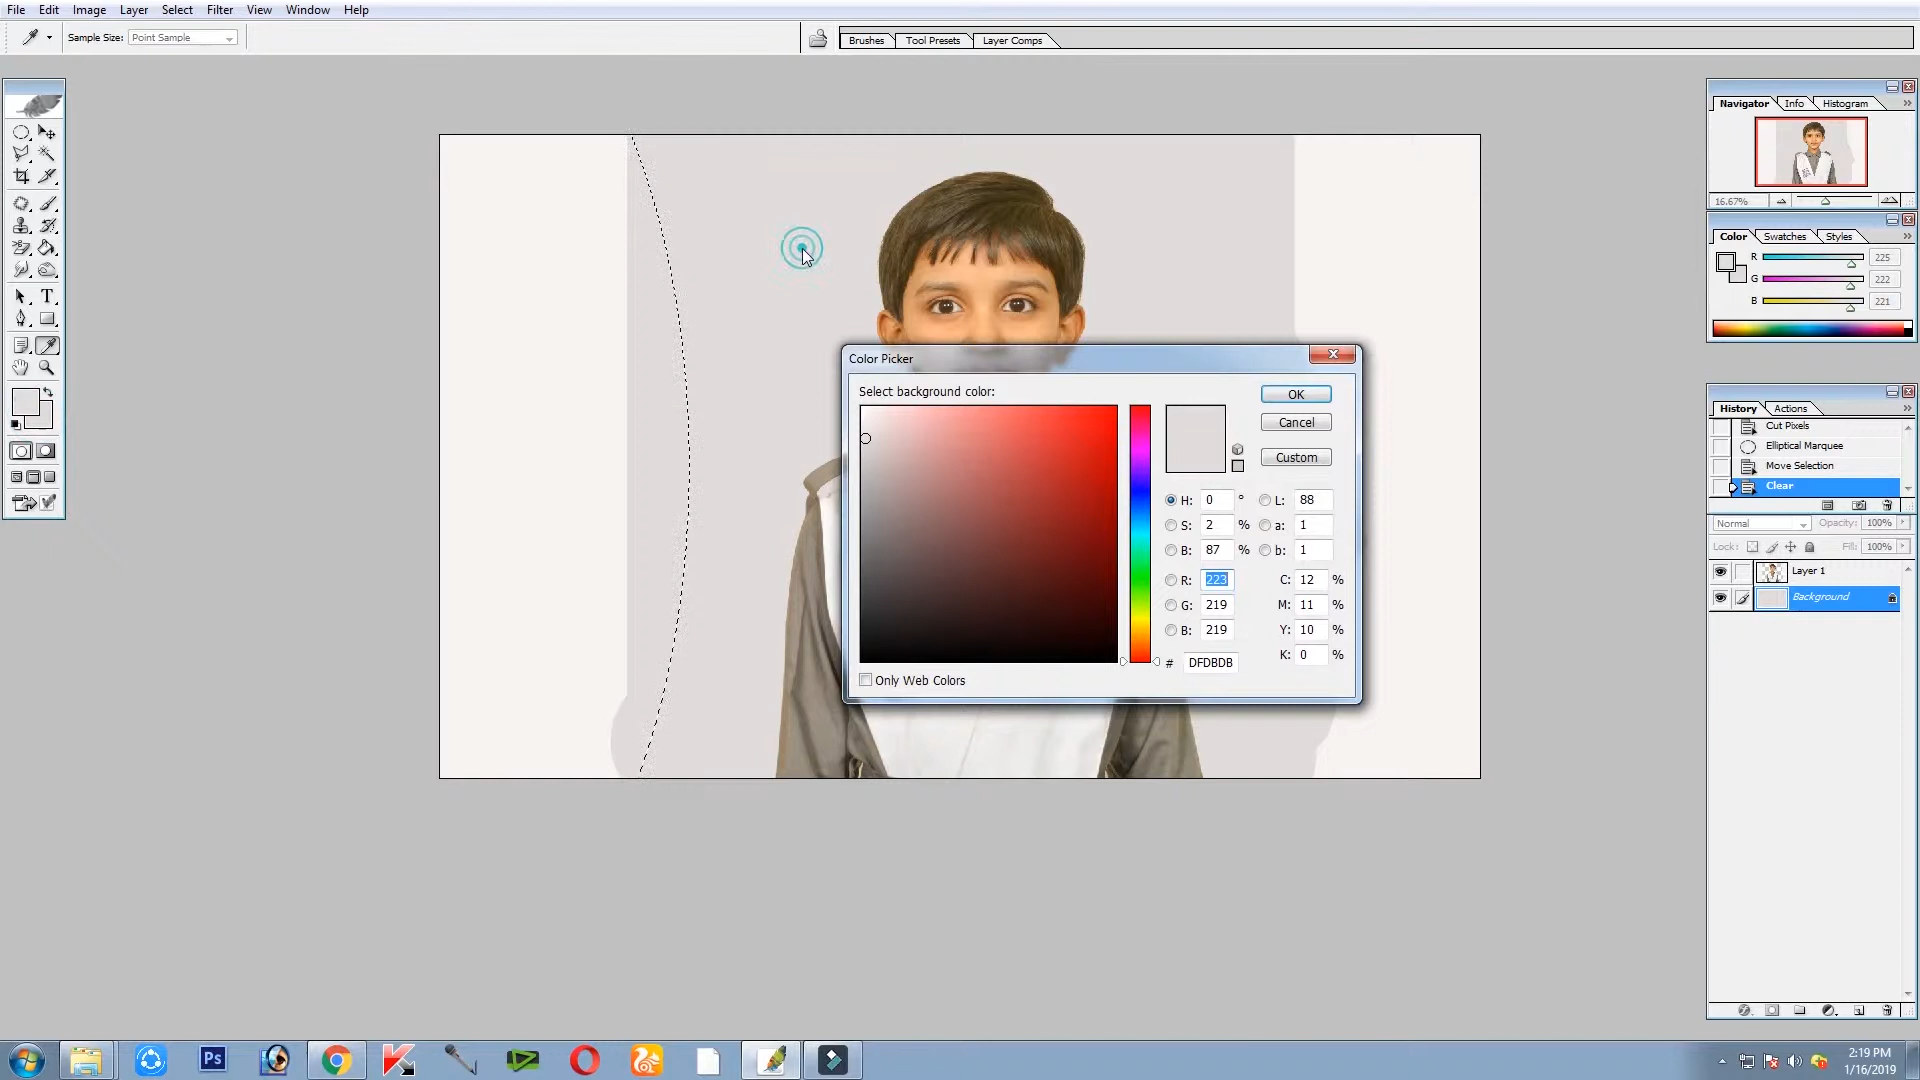 File Edit Image Layer Select Filter View Window Help
Sample Size: Point Sample
Brushes Tool Presets Layer Comps
Navigator Info Histogram
16.67%
Color Swatches Styles
R 225
G 222
B 221
Color Picker
Select background color:
OK
Cancel
Custom
H: 0 ° L: 88
S: 2 % a: 1
B: 87 % b: 1
R: 223 C: 12 %
G: 219 M: 11 %
B: 219 Y: 10 %
# DFDBDB K: 0 %
Only Web Colors
History Actions
Cut Pixels
Elliptical Marquee
Move Selection
Clear
Normal Opacity: 100%
Lock: Fill: 100%
Layer 1
Background
T
Ps
2:19 PM
1/16/2019